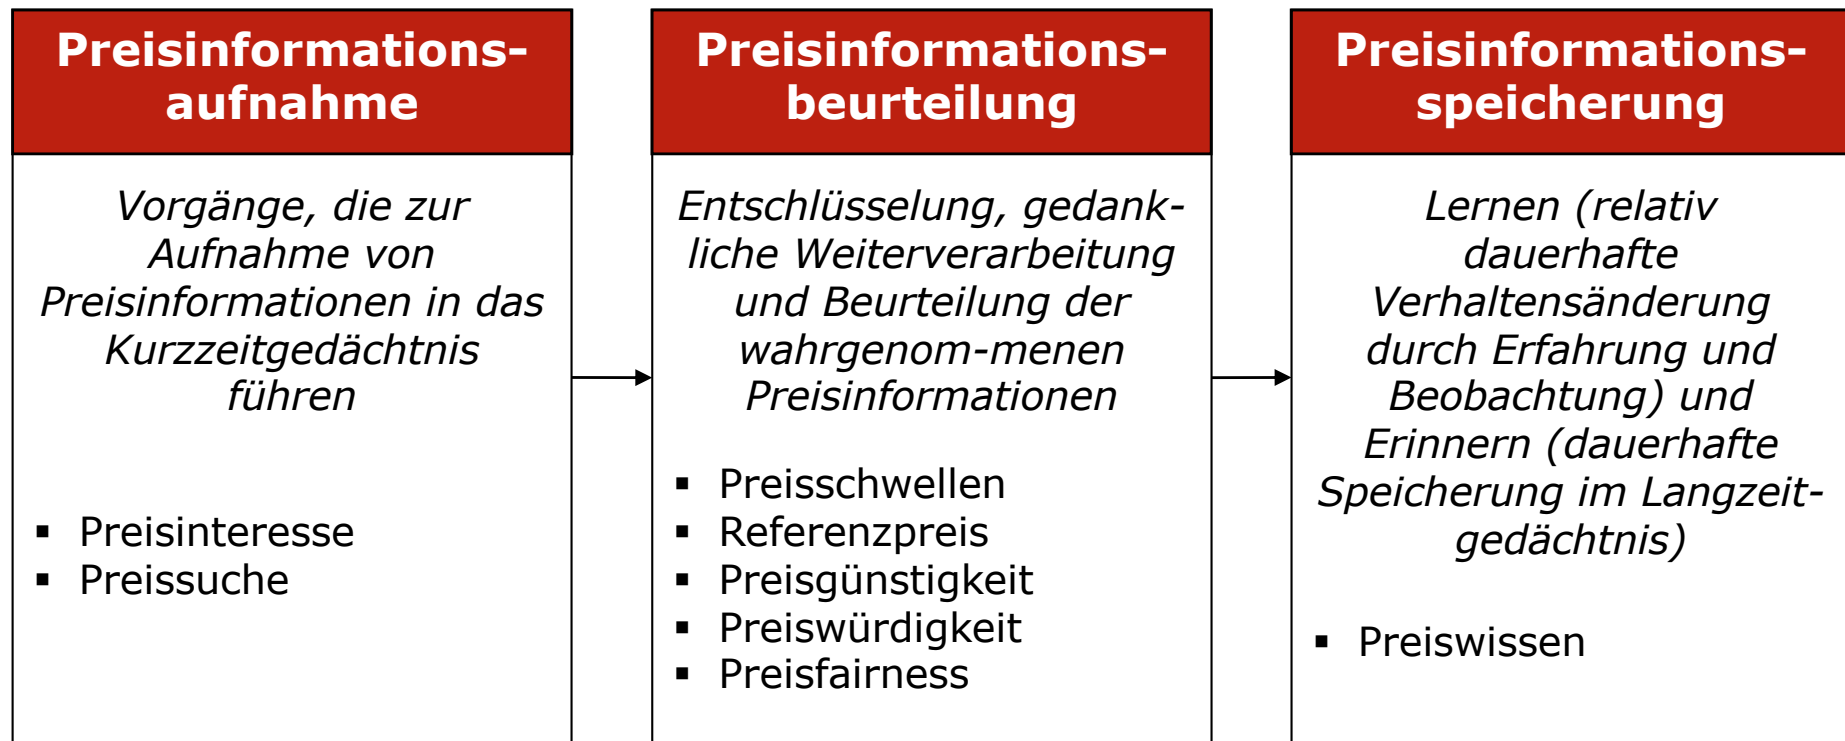 Preisinformations-
aufnahme
Vorgänge, die zur
Aufnahme von
Preisinformationen in das
Kurzzeitgedächtnis
führen
▪ Preisinteresse
▪ Preissuche
Preisinformations-
beurteilung
Entschlüsselung, gedank-
liche Weiterverarbeitung
und Beurteilung der
wahrgenom-menen
Preisinformationen
▪ Preisschwellen
▪ Referenzpreis
▪ Preisgünstigkeit
▪ Preiswürdigkeit
▪ Preisfairness
Preisinformations-
speicherung
Lernen (relativ
dauerhafte
Verhaltensänderung
durch Erfahrung und
Beobachtung) und
Erinnern (dauerhafte
Speicherung im Langzeit-
gedächtnis)
▪ Preiswissen